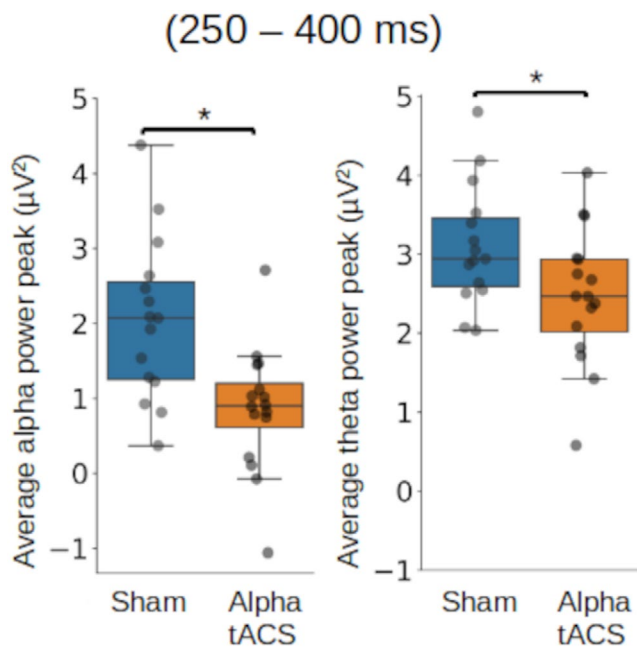 (250 – 400 ms)
*
Average alpha power peak (µV²)
5
4
3
2
1
0
−1
Sham
Alpha
tACS
*
Average theta power peak (µV²)
5
4
3
2
1
0
−1
Sham
Alpha
tACS